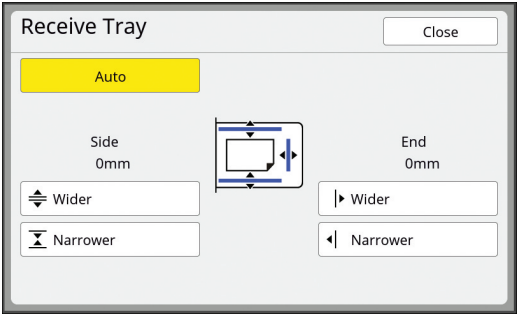 Receive Tray
Close
Auto
Side
0mm
End
0mm
Wider
Wider
Narrower
Narrower